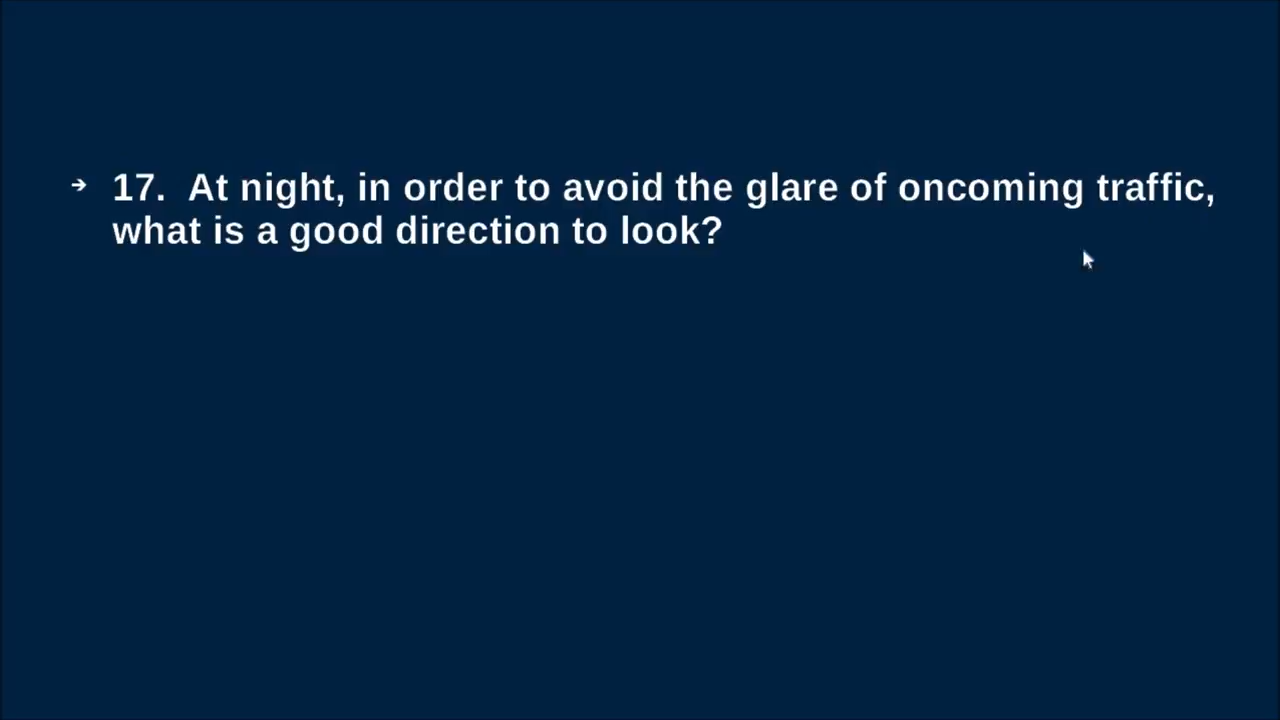 ➔ 17.  At night, in order to avoid the glare of oncoming traffic,
what is a good direction to look?